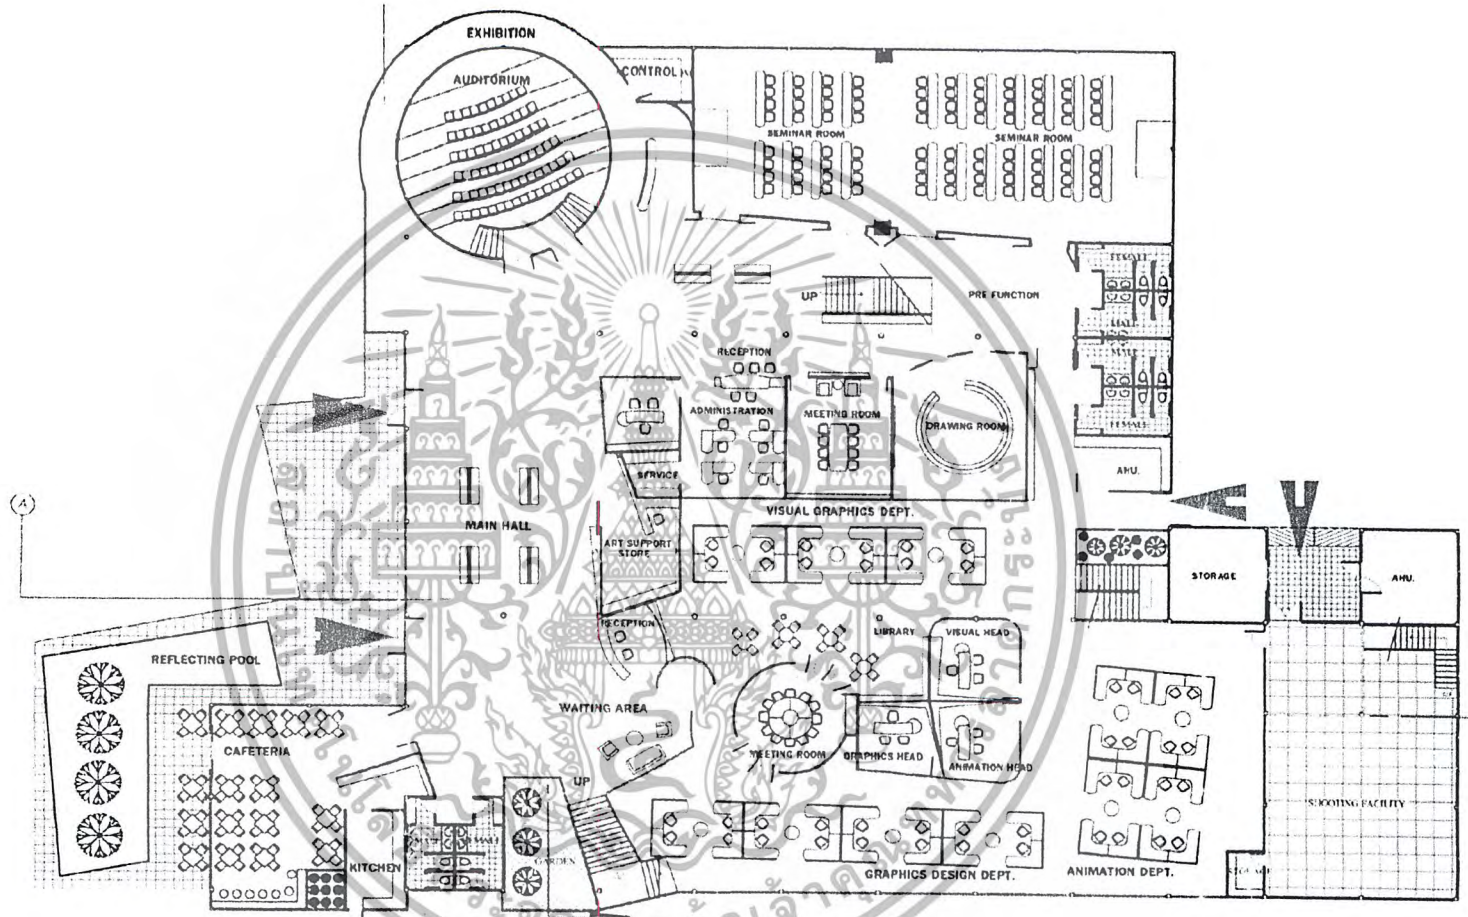 EXHIBITION
AUDITORIUM
CONTROL
SEMINAR ROOM
SEMINAR ROOM
FEMALE
UP
PRE FUNCTION
MALE
MALE
RECEPTION
ADMINISTRATION
MEETING ROOM
DRAWING ROOM
FEMALE
SERVICE
AHU.
A
MAIN HALL
VISUAL GRAPHICS DEPT.
ART SUPPORT
STORE
STORAGE
AHU.
RECEPTION
LIBRARY
VISUAL HEAD
REFLECTING POOL
WAITING AREA
CAFETERIA
MEETING ROOM
GRAPHICS HEAD
ANIMATION HEAD
UP
SHOOTING FACILITY
KITCHEN
GARDEN
GRAPHIC DESIGN DEPT.
ANIMATION DEPT.